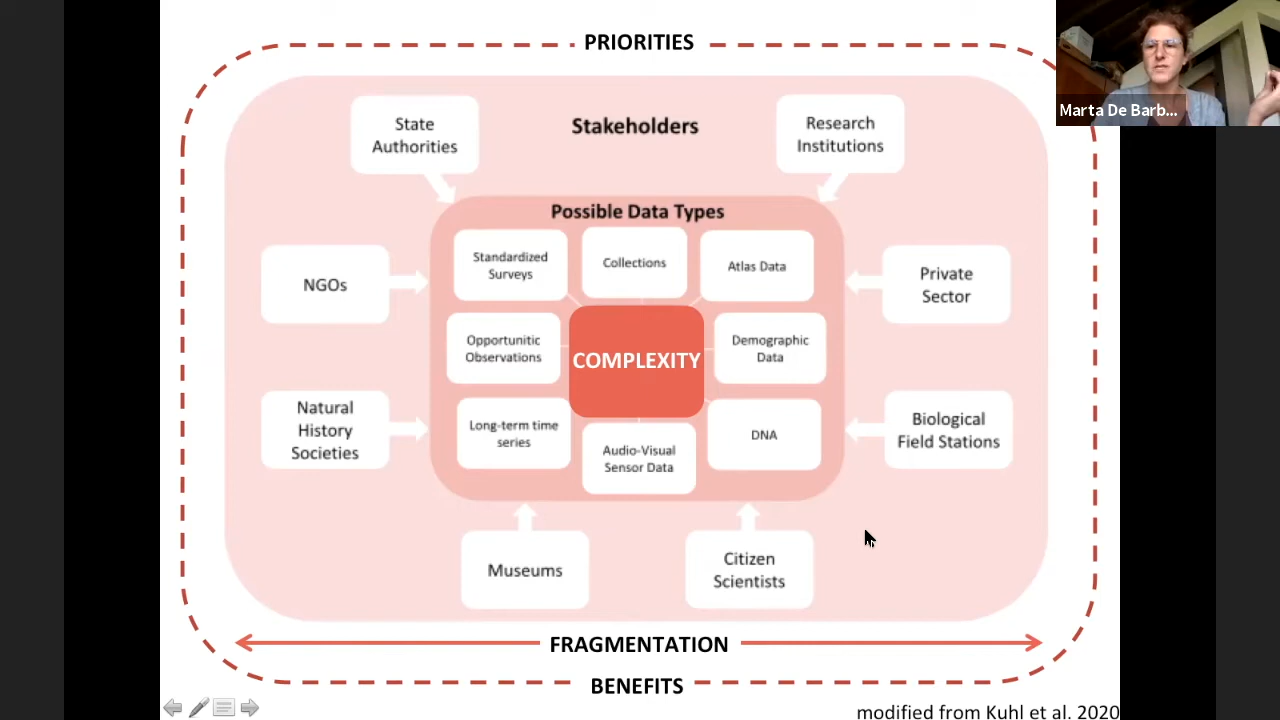 PRIORITIES
Marta De Barb...
State
Authorities
Stakeholders
Research
Institutions
Possible Data Types
Standardized
Surveys
Collections
Atlas Data
NGOs
Private
Sector
Opportunitic
Observations
COMPLEXITY
Demographic
Data
Natural
History
Societies
Long-term time
series
Audio-Visual
Sensor Data
DNA
Biological
Field Stations
Museums
Citizen
Scientists
FRAGMENTATION
BENEFITS
modified from Kuhl et al. 2020